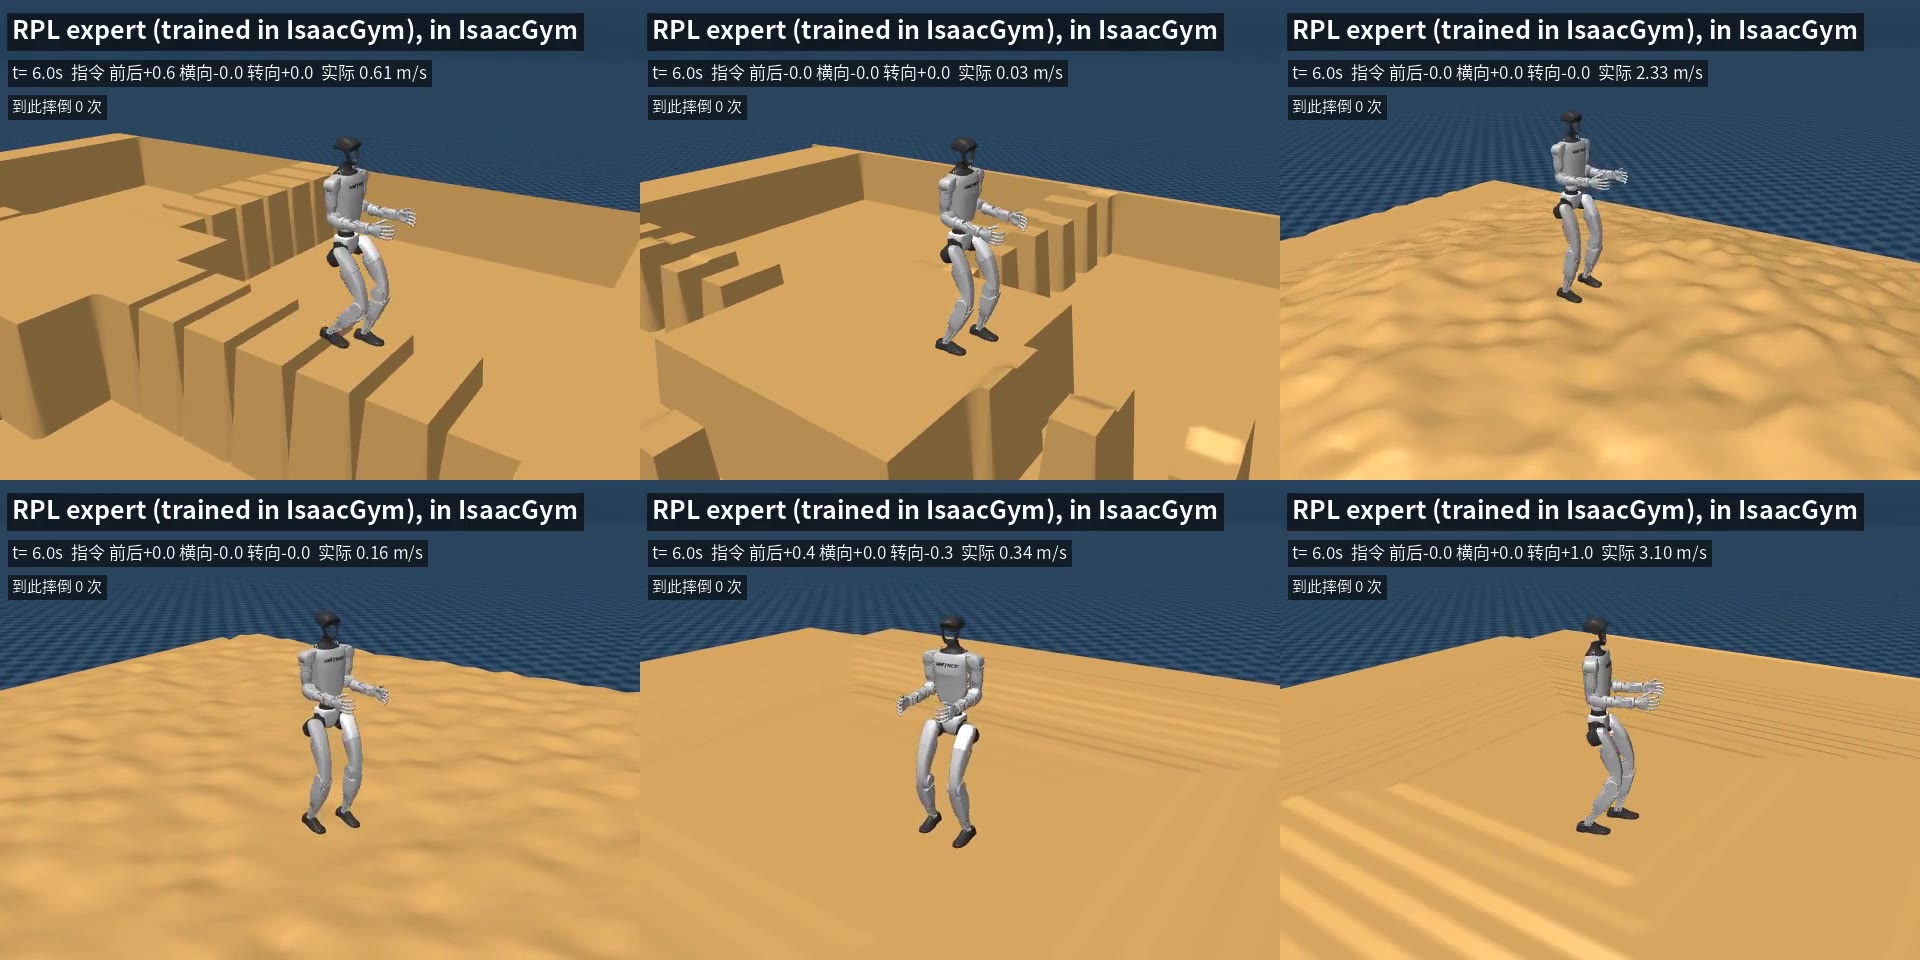 RPL expert (trained in IsaacGym), in IsaacGym
t= 6.0s 指令 前后+0.6 横向-0.0 转向+0.0 实际 0.61 m/s
到此摔倒 0 次
RPL expert (trained in IsaacGym), in IsaacGym
t= 6.0s 指令 前后-0.0 横向-0.0 转向+0.0 实际 0.03 m/s
到此摔倒 0 次
RPL expert (trained in IsaacGym), in IsaacGym
t= 6.0s 指令 前后-0.0 横向+0.0 转向-0.0 实际 2.33 m/s
到此摔倒 0 次
RPL expert (trained in IsaacGym), in IsaacGym
t= 6.0s 指令 前后+0.0 横向-0.0 转向-0.0 实际 0.16 m/s
到此摔倒 0 次
RPL expert (trained in IsaacGym), in IsaacGym
t= 6.0s 指令 前后+0.4 横向+0.0 转向-0.3 实际 0.34 m/s
到此摔倒 0 次
RPL expert (trained in IsaacGym), in IsaacGym
t= 6.0s 指令 前后-0.0 横向+0.0 转向+1.0 实际 3.10 m/s
到此摔倒 0 次